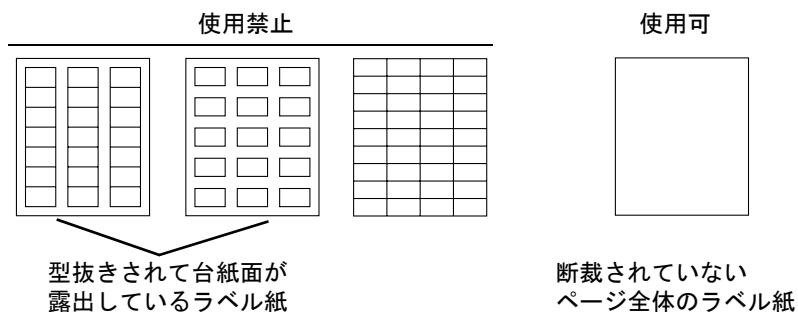 使用禁止
使用可
型抜きされて台紙面が
露出しているラベル紙
断裁されていない
ページ全体のラベル紙